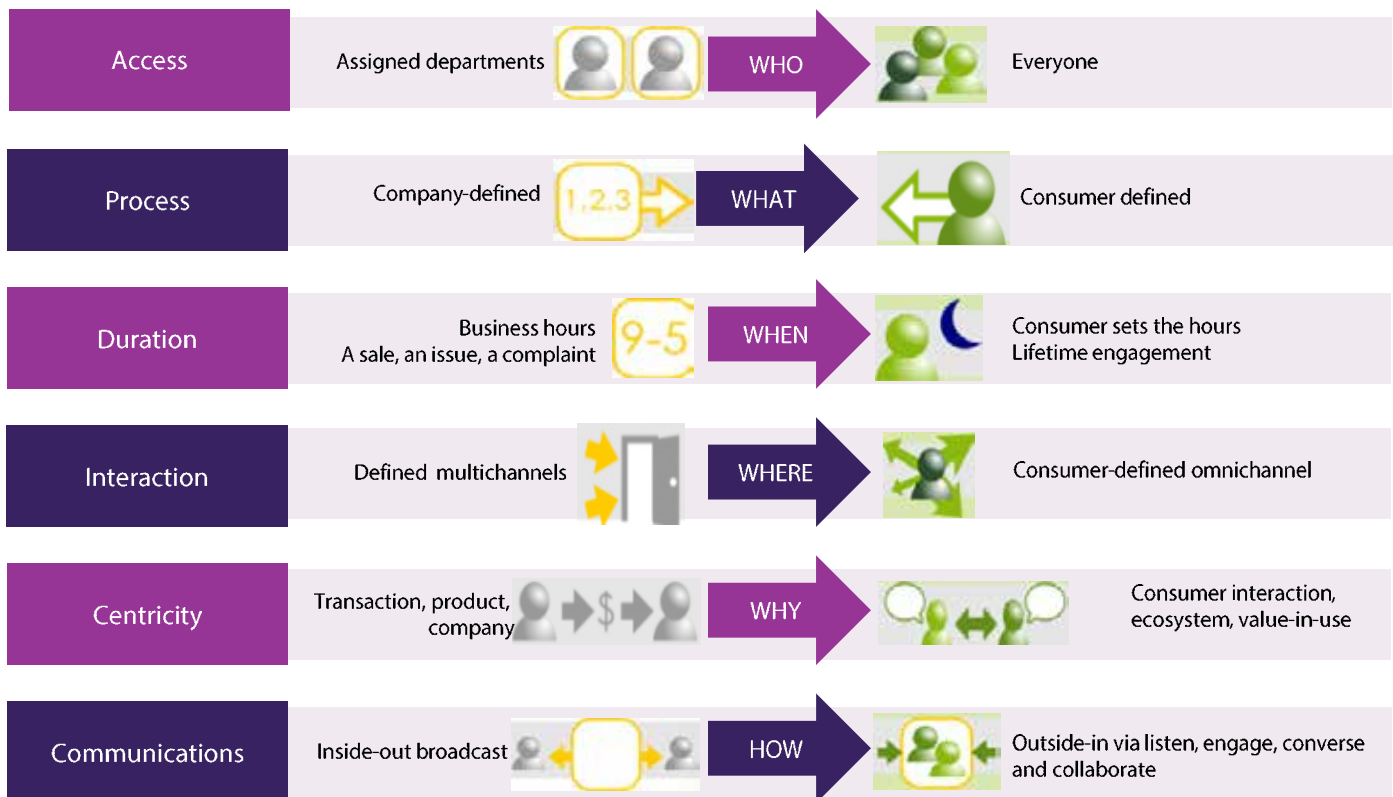 Access
Assigned departments
WHO
Everyone
Process
Company-defined
1,2,3
WHAT
Consumer defined
Duration
Business hours
A sale, an issue, a complaint
9-5
WHEN
Consumer sets the hours
Lifetime engagement
Interaction
Defined multichannels
WHERE
Consumer-defined omnichannel
Centricity
Transaction, product,
company
$
WHY
Consumer interaction,
ecosystem, value-in-use
Communications
Inside-out broadcast
HOW
Outside-in via listen, engage, converse
and collaborate